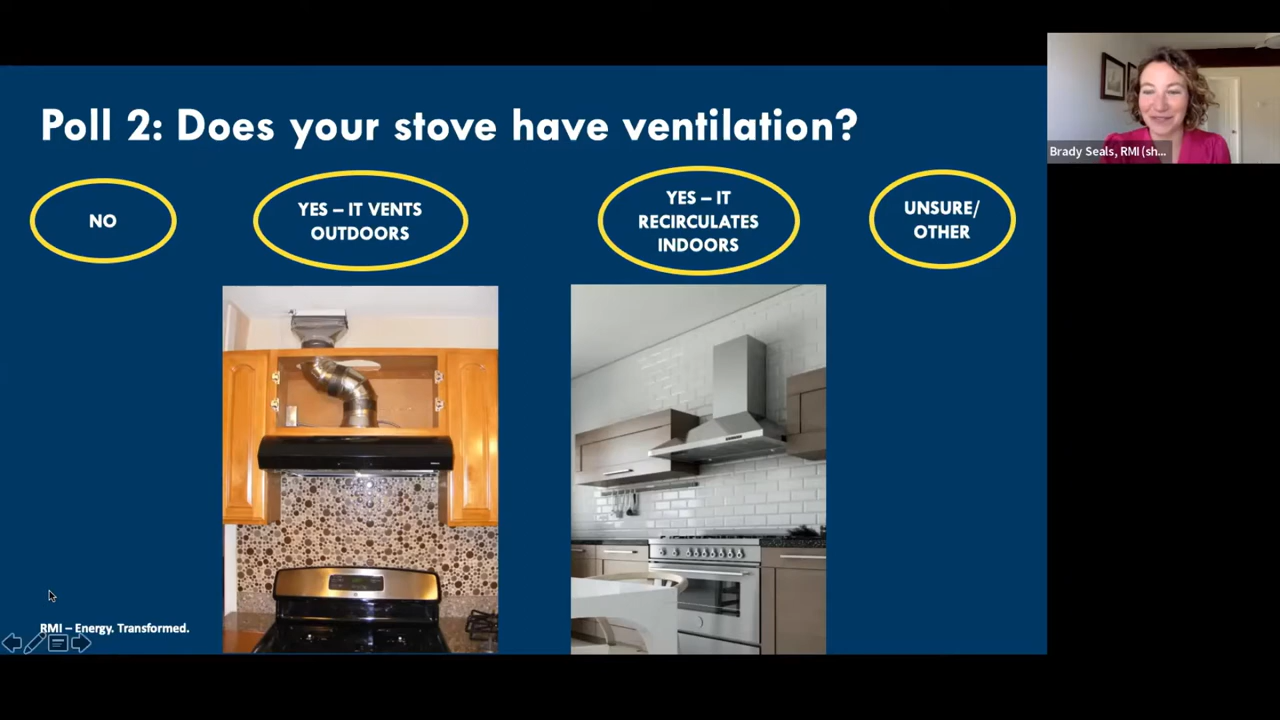 Poll 2: Does your stove have ventilation?
NO
YES – IT VENTS
OUTDOORS
YES – IT
RECIRCULATES
INDOORS
UNSURE/
OTHER
Brady Seals, RMI (sh...
RMI – Energy. Transformed.